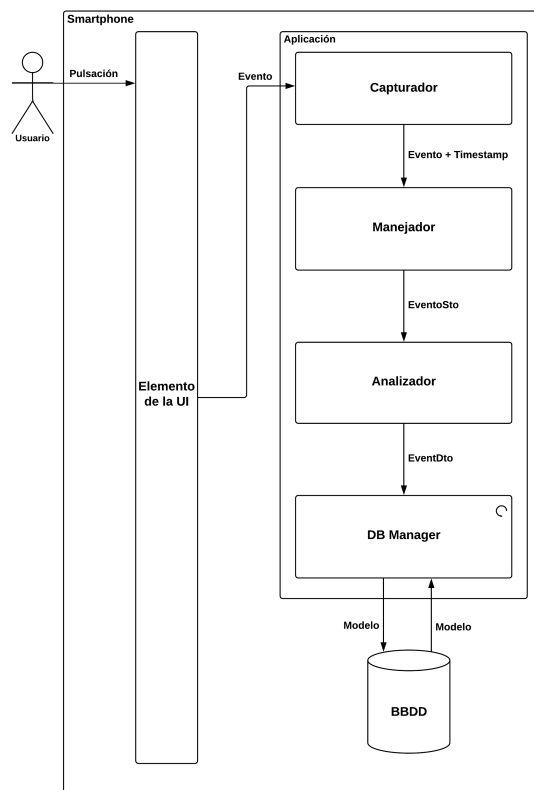 Smartphone
Aplicación
Pulsación
Usuario
Evento
Capturador
Evento + Timestamp
Manejador
EventoSto
Elemento
de la UI
Analizador
EventDto
DB Manager
Modelo
Modelo
BBDD